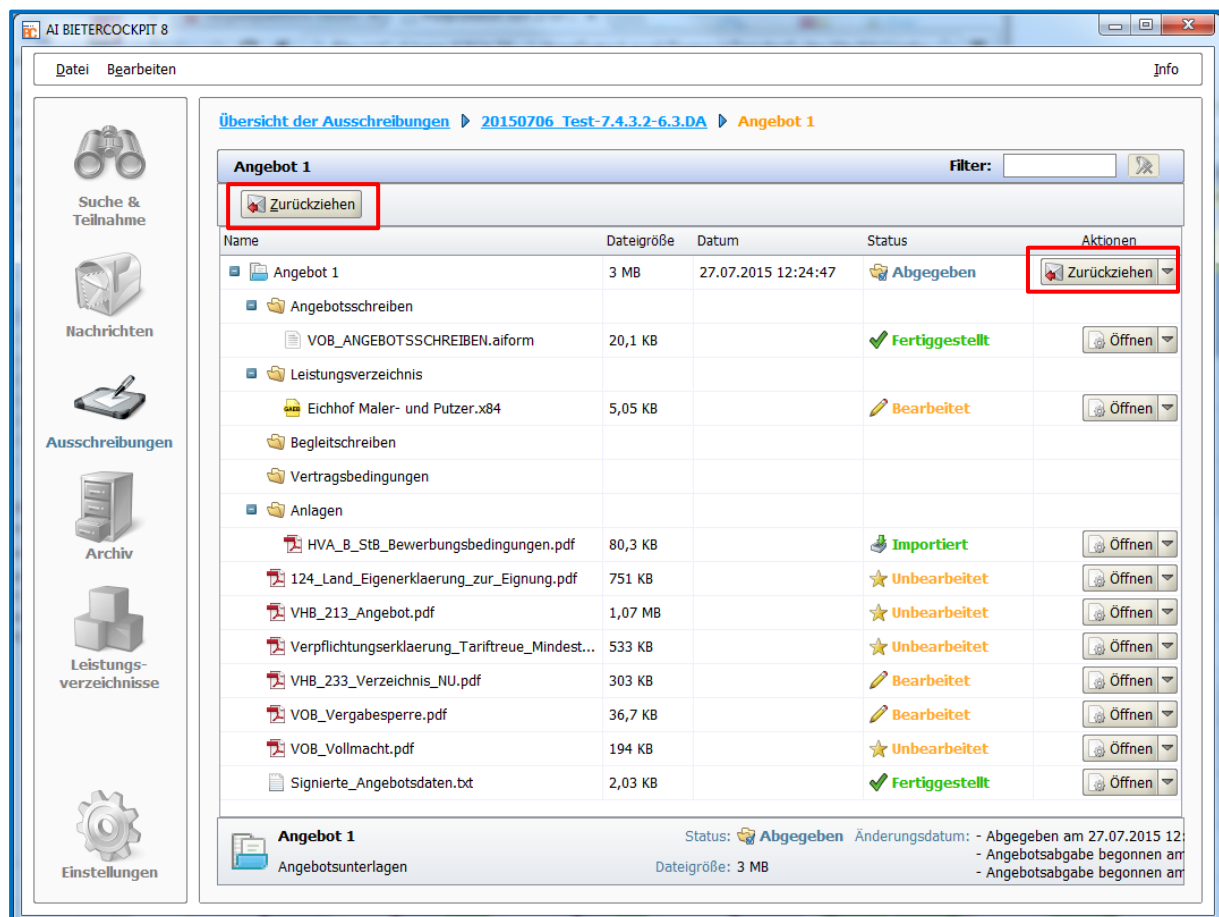 AI BIETERCOCKPIT 8
Datei Bearbeiten Info
Übersicht der Ausschreibungen 20150706_Test-7.4.3.2-6.3.DA Angebot 1
Angebot 1 Filter:
Zurückziehen
Name Dateigröße Datum Status Aktionen
Angebot 1 3 MB 27.07.2015 12:24:47 Abgegeben Zurückziehen
Angebotsschreiben
VOB_ANGEBOTSSCHREIBEN.aiform 20,1 KB Fertiggestellt Öffnen
Leistungsverzeichnis
GAEB Eichhof Maler- und Putzer.x84 5,05 KB Bearbeitet Öffnen
Begleitschreiben
Vertragsbedingungen
Anlagen
HVA_B_StB_Bewerbungsbedingungen.pdf 80,3 KB Importiert Öffnen
124_Land_Eigenerklaerung_zur_Eignung.pdf 751 KB Unbearbeitet Öffnen
VHB_213_Angebot.pdf 1,07 MB Unbearbeitet Öffnen
Verpflichtungserklaerung_Tariftreue_Mindest... 533 KB Unbearbeitet Öffnen
VHB_233_Verzeichnis_NU.pdf 303 KB Bearbeitet Öffnen
VOB_Vergabesperre.pdf 36,7 KB Bearbeitet Öffnen
VOB_Vollmacht.pdf 194 KB Unbearbeitet Öffnen
Signierte_Angebotsdaten.txt 2,03 KB Fertiggestellt Öffnen
Angebot 1 Status: Abgegeben Änderungsdatum: - Abgegeben am 27.07.2015 12:
- Angebotsabgabe begonnen am
Angebotsunterlagen Dateigröße: 3 MB
- Angebotsabgabe begonnen am
Suche &
Teilnahme
Nachrichten
Ausschreibungen
Archiv
Leistungs-
verzeichnisse
Einstellungen